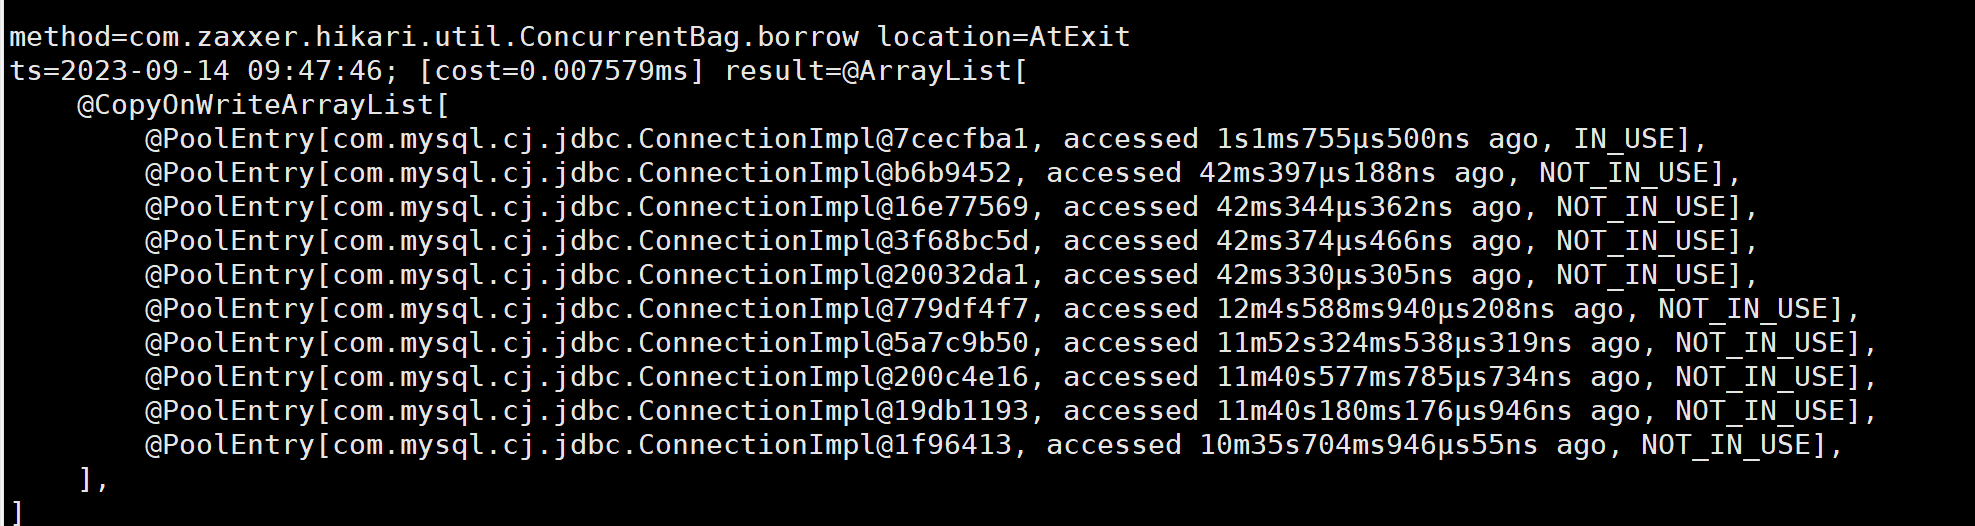 method=com.zaxxer.hikari.util.ConcurrentBag.borrow location=AtExit
ts=2023-09-14 09:47:46; [cost=0.007579ms] result=@ArrayList[
    @CopyOnWriteArrayList[
        @PoolEntry[com.mysql.cj.jdbc.ConnectionImpl@7cecfba1, accessed 1s1ms755μs500ns ago, IN_USE],
        @PoolEntry[com.mysql.cj.jdbc.ConnectionImpl@b6b9452, accessed 42ms397μs188ns ago, NOT_IN_USE],
        @PoolEntry[com.mysql.cj.jdbc.ConnectionImpl@16e77569, accessed 42ms344μs362ns ago, NOT_IN_USE],
        @PoolEntry[com.mysql.cj.jdbc.ConnectionImpl@3f68bc5d, accessed 42ms374μs466ns ago, NOT_IN_USE],
        @PoolEntry[com.mysql.cj.jdbc.ConnectionImpl@20032da1, accessed 42ms330μs305ns ago, NOT_IN_USE],
        @PoolEntry[com.mysql.cj.jdbc.ConnectionImpl@779df4f7, accessed 12m4s588ms940μs208ns ago, NOT_IN_USE],
        @PoolEntry[com.mysql.cj.jdbc.ConnectionImpl@5a7c9b50, accessed 11m52s324ms538μs319ns ago, NOT_IN_USE],
        @PoolEntry[com.mysql.cj.jdbc.ConnectionImpl@200c4e16, accessed 11m40s577ms785μs734ns ago, NOT_IN_USE],
        @PoolEntry[com.mysql.cj.jdbc.ConnectionImpl@19db1193, accessed 11m40s180ms176μs946ns ago, NOT_IN_USE],
        @PoolEntry[com.mysql.cj.jdbc.ConnectionImpl@1f96413, accessed 10m35s704ms946μs55ns ago, NOT_IN_USE],
    ],
]